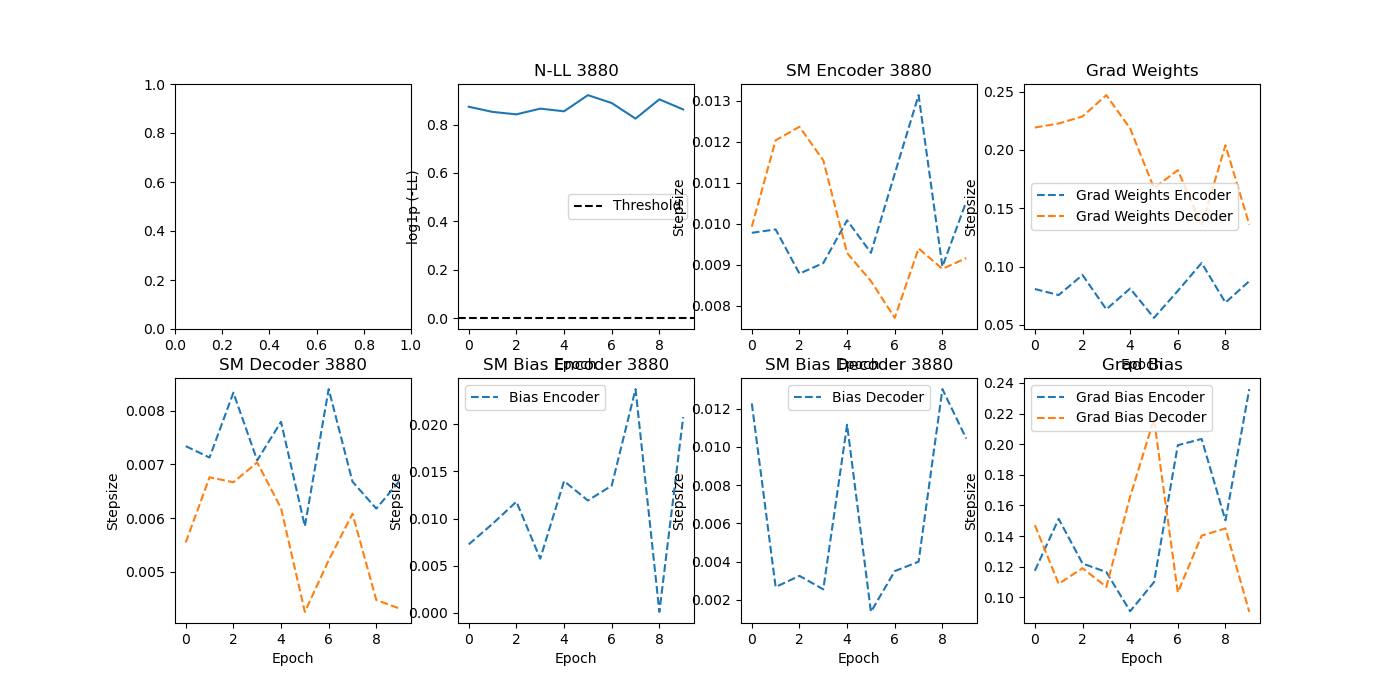 N-LL 3880
SM Encoder 3880
Grad Weights
1.0
0.8
0.6
0.4
0.2
0.0
0.0 0.2 0.4 0.6 0.8 1.0
log1p (-LL)
0.8
0.6
0.4
0.2
0.0
Threshold
0 2 4 6 8
Epoch
Stepsize
0.013
0.012
0.011
0.010
0.009
0.008
0 2 4 6 8
Epoch
Stepsize
0.25
0.20
0.15
0.10
0.05
Grad Weights Encoder
Grad Weights Decoder
0 2 4 6 8
Epoch
SM Decoder 3880
SM Bias Encoder 3880
SM Bias Decoder 3880
Grad Bias
Stepsize
0.008
0.007
0.006
0.005
0 2 4 6 8
Epoch
Stepsize
0.020
0.015
0.010
0.005
0.000
Bias Encoder
0 2 4 6 8
Epoch
Stepsize
0.012
0.010
0.008
0.006
0.004
0.002
Bias Decoder
0 2 4 6 8
Epoch
Stepsize
0.24
0.22
0.20
0.18
0.16
0.14
0.12
0.10
Grad Bias Encoder
Grad Bias Decoder
0 2 4 6 8
Epoch